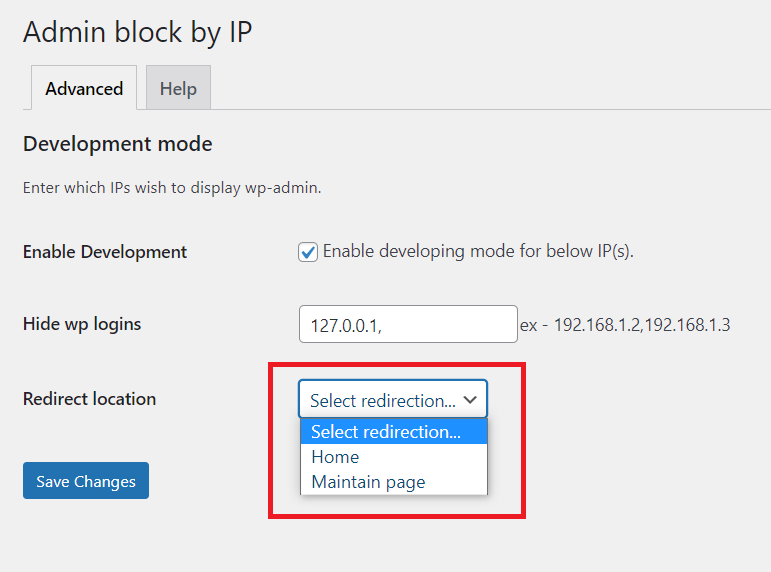 Admin block by IP
Advanced
Help
Development mode
Enter which IPs wish to display wp-admin.
Enable Development
Enable developing mode for below IP(s).
Hide wp logins
127.0.0.1,
ex - 192.168.1.2,192.168.1.3
Redirect location
Select redirection...
Select redirection...
Home
Maintain page
Save Changes